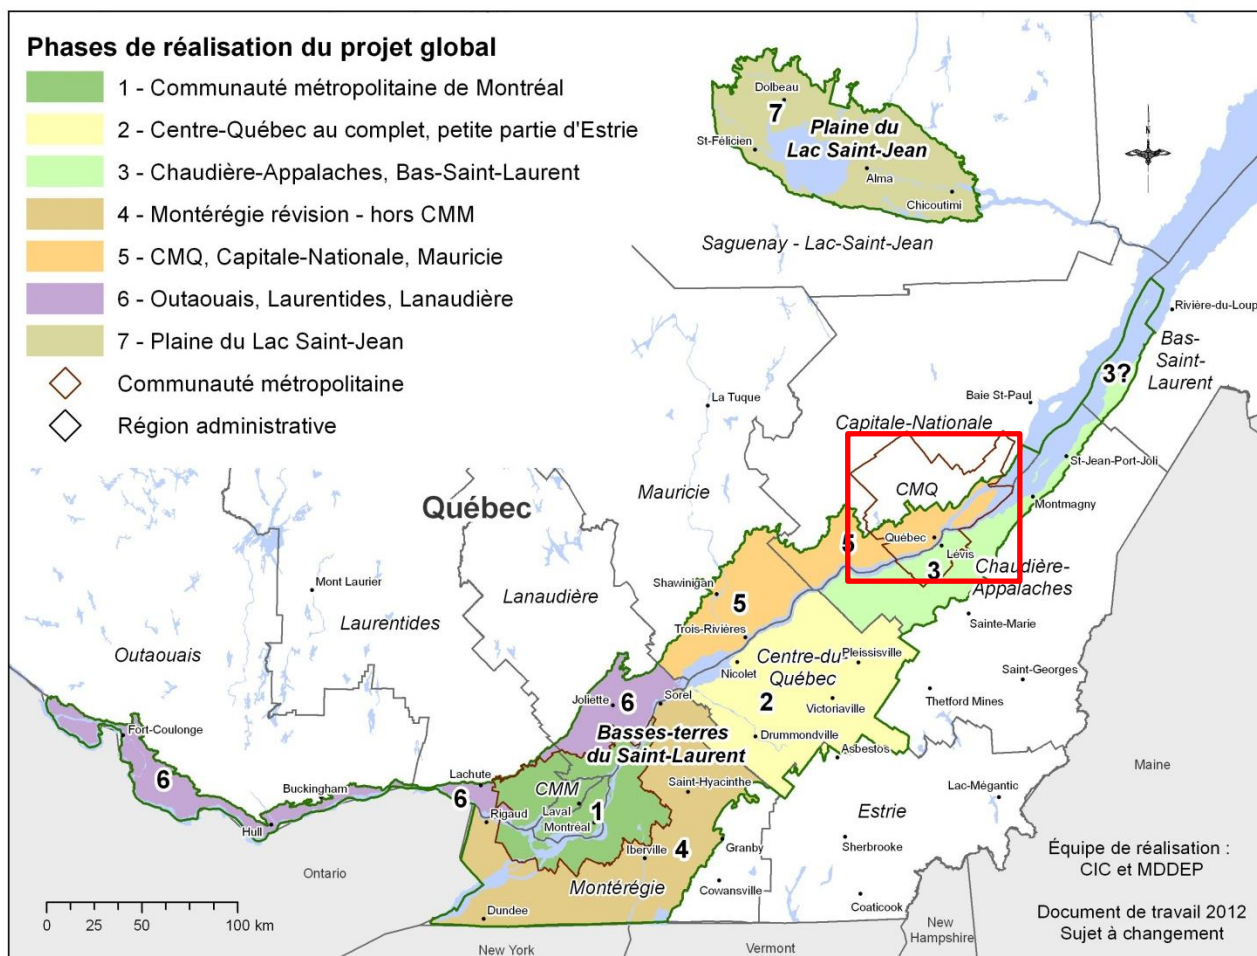 Phases de réalisation du projet global
1 - Communauté métropolitaine de Montréal
2 - Centre-Québec au complet, petite partie d'Estrie
3 - Chaudière-Appalaches, Bas-Saint-Laurent
4 - Montérégie révision - hors CMM
5 - CMQ, Capitale-Nationale, Mauricie
6 - Outaouais, Laurentides, Lanaudière
7 - Plaine du Lac Saint-Jean
Communauté métropolitaine
Région administrative
Dolbeau
7
Plaine du
Lac Saint-Jean
St-Félicien
Alma
Chicoutimi
Saguenay - Lac-Saint-Jean
N
Rivière-du-Loup
Bas-
Saint-
Laurent
3?
La Tuque
Baie St-Paul
Capitale-Nationale
St-Jean-Port-Joli
Mauricie
CMQ
Montmagny
Québec
5
Québec
Lévis
3
Chaudière-
Appalaches
Mont Laurier
Laurentides
Lanaudière
Shavinigan
5
Trois-Rivières
Sainte-Marie
Outaouais
Nicolet
Centre-du-
Québec
Pleissisville
Saint-Georges
Joliette
6
Sorel
2
Victoriaville
Thetford Mines
Fort-Coulonge
Basses-terres
du Saint-Laurent
Drummondville
Asbestos
6
Buckingham
Lachute
Saint-Hyacinthe
Maine
Lac-Mégantic
Hull
6
Rigaud
CMM
Laval
Montréal
1
Estrie
Iberville
4
Granby
Sherbrooke
Ontario
Montérégie
Cowansville
Coaticook
Dundee
Équipe de réalisation :
CIC et MDDEP
Document de travail 2012
Sujet à changement
0 25 50 100 km
New York
Vermont
New
Hampshire